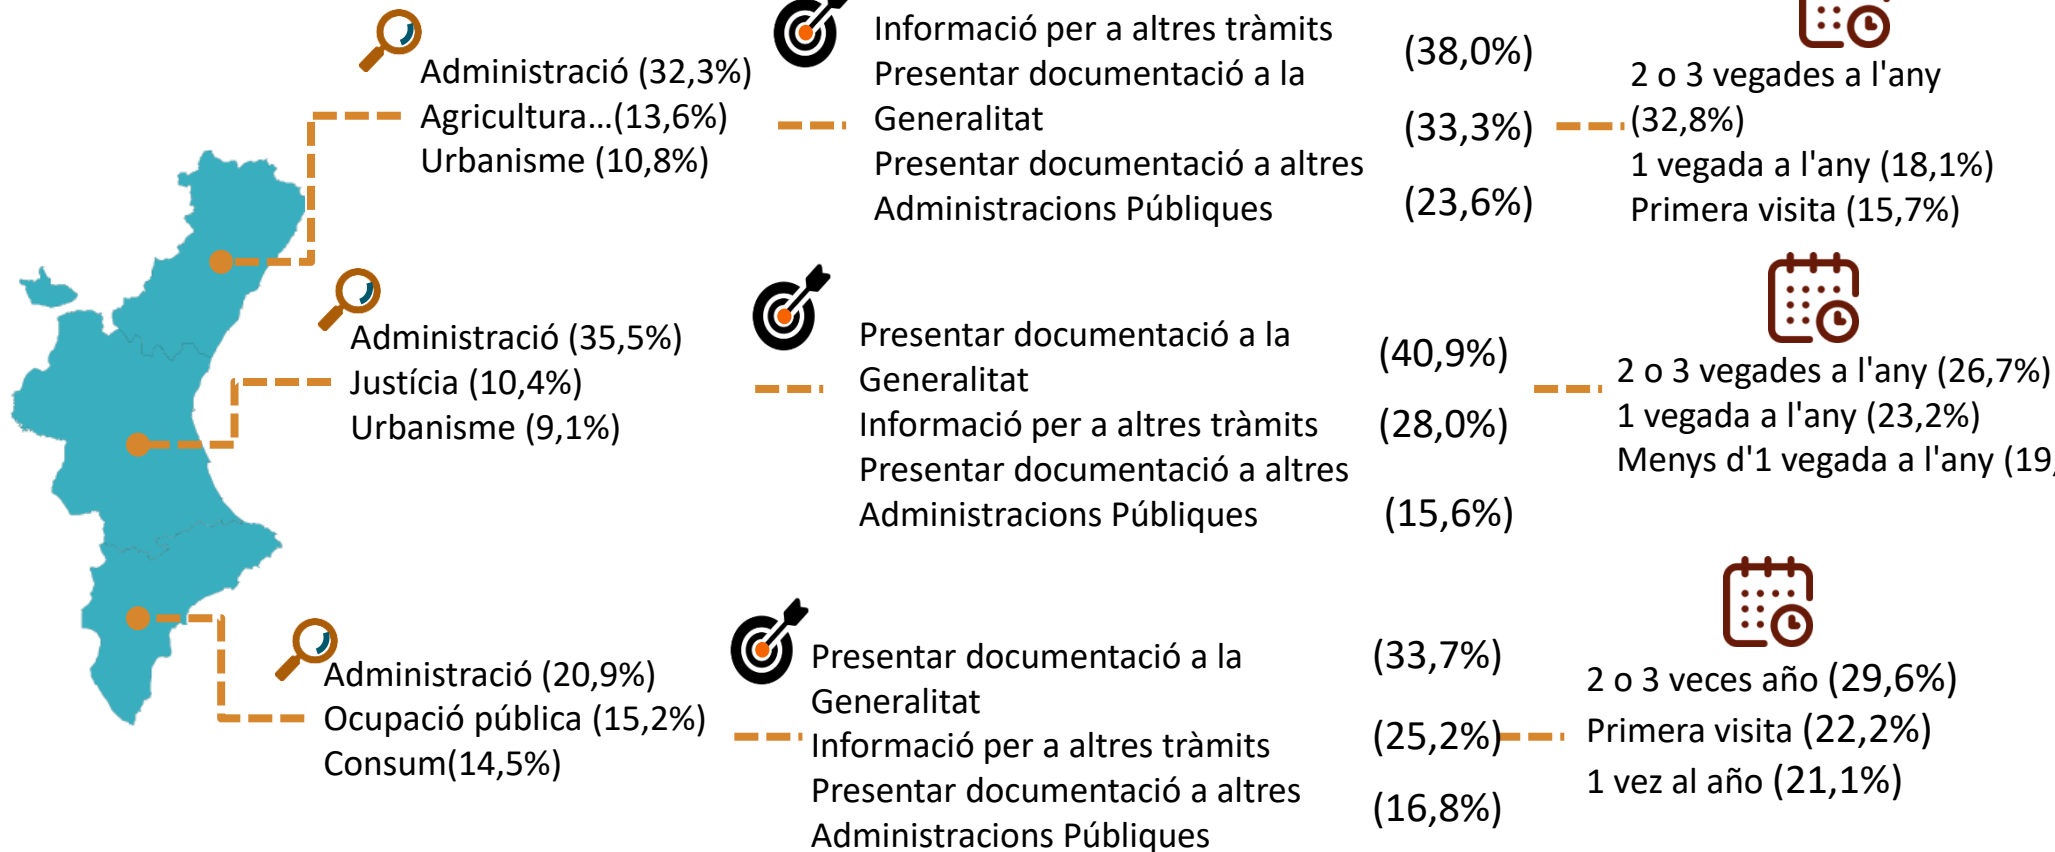 Administració (32,3%)
Agricultura...(13,6%)
Urbanisme (10,8%)
Informació per a altres tràmits
Presentar documentació a la
Generalitat
Presentar documentació a altres
Administracions Públiques
(38,0%)
(33,3%)
(23,6%)
2 o 3 vegades a l'any
(32,8%)
1 vegada a l'any (18,1%)
Primera visita (15,7%)
Administració (35,5%)
Justícia (10,4%)
Urbanisme (9,1%)
Presentar documentació a la
Generalitat
Informació per a altres tràmits
Presentar documentació a altres
Administracions Públiques
(40,9%)
(28,0%)
(15,6%)
2 o 3 vegades a l'any (26,7%)
1 vegada a l'any (23,2%)
Menys d'1 vegada a l'any (19,
Administració (20,9%)
Ocupació pública (15,2%)
Consum(14,5%)
Presentar documentació a la
Generalitat
Informació per a altres tràmits
Presentar documentació a altres
Administracions Públiques
(33,7%)
(25,2%)
(16,8%)
2 o 3 veces año (29,6%)
Primera visita (22,2%)
1 vez al año (21,1%)